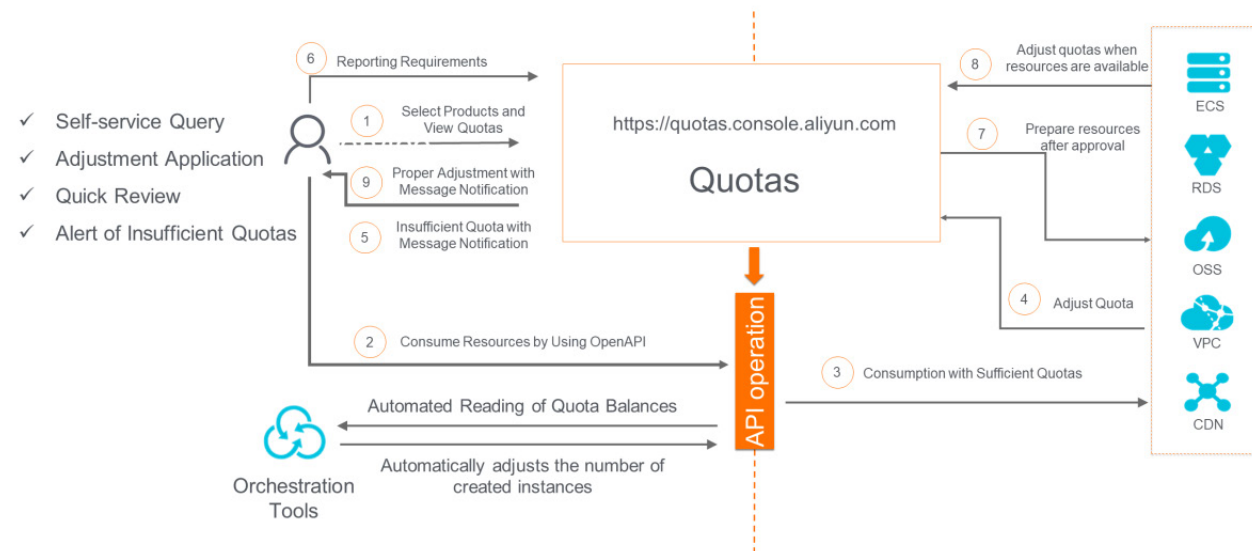 6
Reporting Requirements
1
Select Products and
View Quotas
9
Proper Adjustment with
Message Notification
5
Insufficient Quota with
Message Notification
✓ Self-service Query
✓ Adjustment Application
✓ Quick Review
✓ Alert of Insufficient Quotas
https://quotas.console.aliyun.com
Quotas
8
Adjust quotas when
resources are available
7
Prepare resources
after approval
4
Adjust Quota
ECS
RDS
OSS
VPC
CDN
2
Consume Resources by Using OpenAPI
API operation
3
Consumption with Sufficient Quotas
Automated Reading of Quota Balances
Automatically adjusts the number of
created instances
Orchestration
Tools